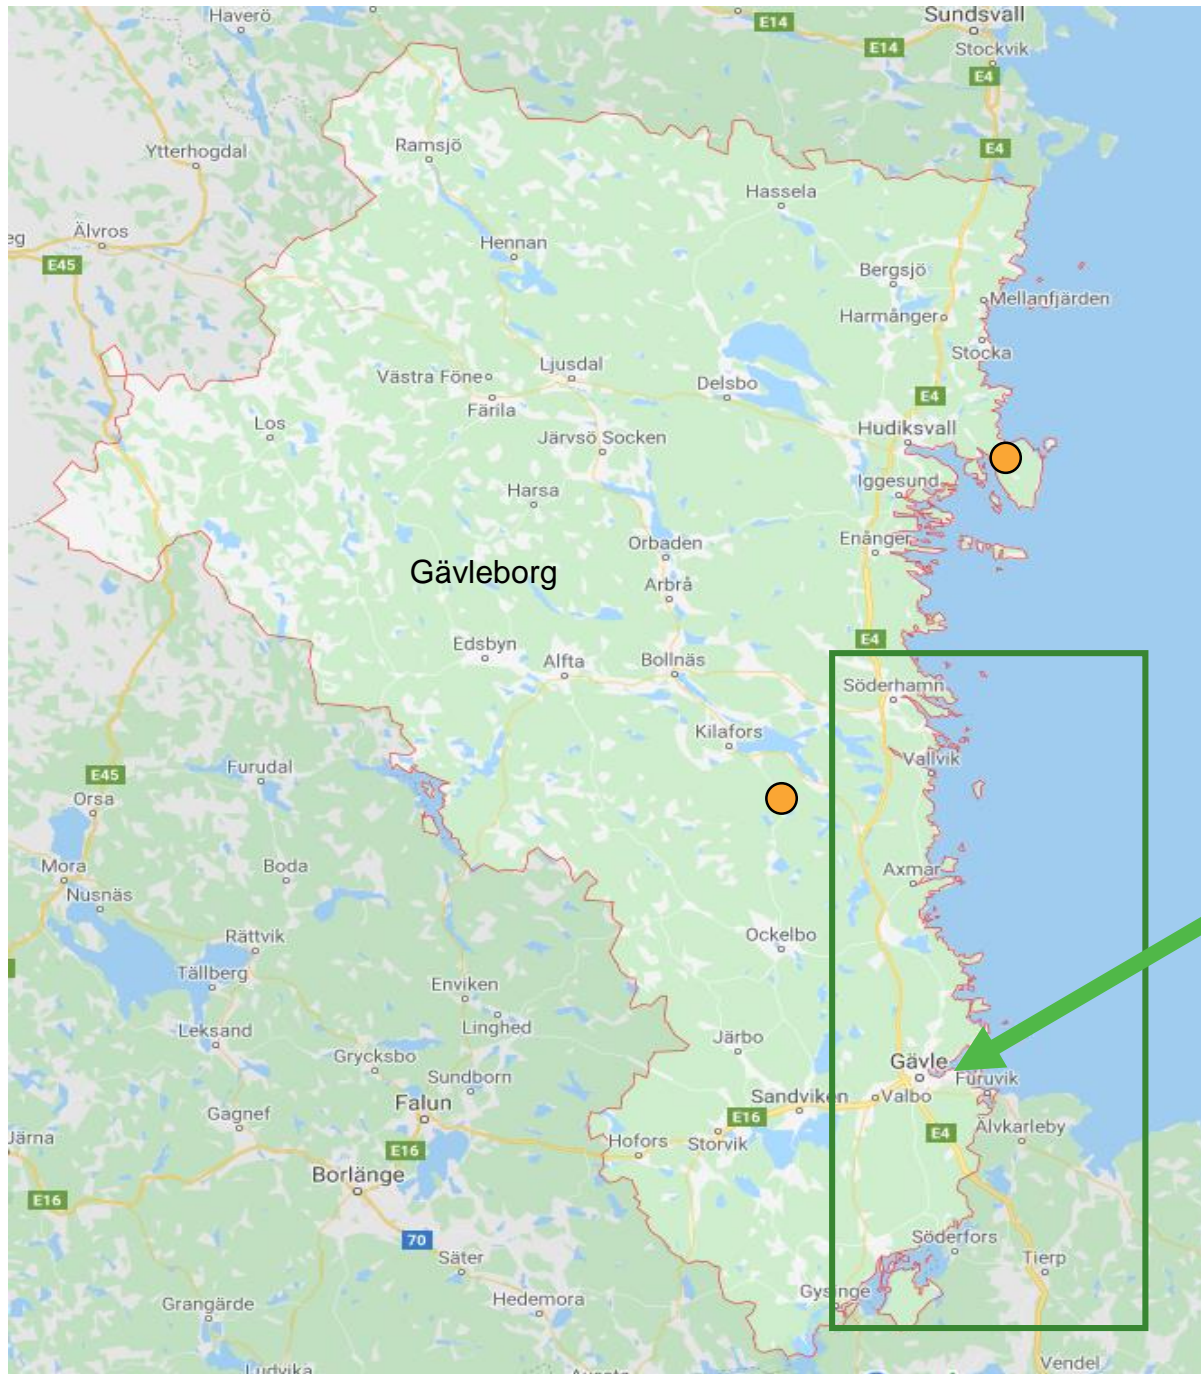 Haverö
Sundsvall
E14
E14
Stockvik
E4
Ramsjö
Ytterhogdal
E4
Hassela
Älvros
Hennan
E45
Bergsjö
Mellanfjärden
Harmånger
Stocka
Ljusdal
Västra Föne
Delsbo
E4
Färila
Los
Hudiksvall
Järvsö Socken
Iggesund
Harsa
Enånger
Orbaden
Gävleborg
Arbrå
E4
Edsbyn
Alfta
Bollnäs
Söderhamn
Kilafors
Vallvik
Furudal
E45
Orsa
Mora
Boda
Axmar
Nusnäs
Rättvik
Ockelbo
Tällberg
Enviken
Linghed
Leksand
Järbo
Grycksbo
Gävle
Sundborn
Furuvik
Falun
Sandviken
Valbo
Gagnef
E16
Älvkarleby
Järna
Hofors
Storvik
E4
E16
Borlänge
E16
70
Söderfors
Säter
Tierp
Gysinge
Grangärde
Hedemora
Ludvika
Vendel